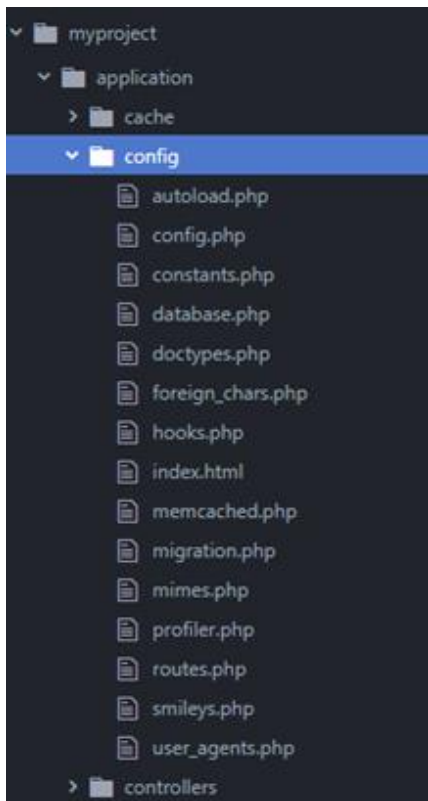 myproject
application
cache
config
autoload.php
config.php
constants.php
database.php
doctypes.php
foreign_chars.php
hooks.php
index.html
memcached.php
migration.php
mimes.php
profiler.php
routes.php
smileys.php
user_agents.php
controllers